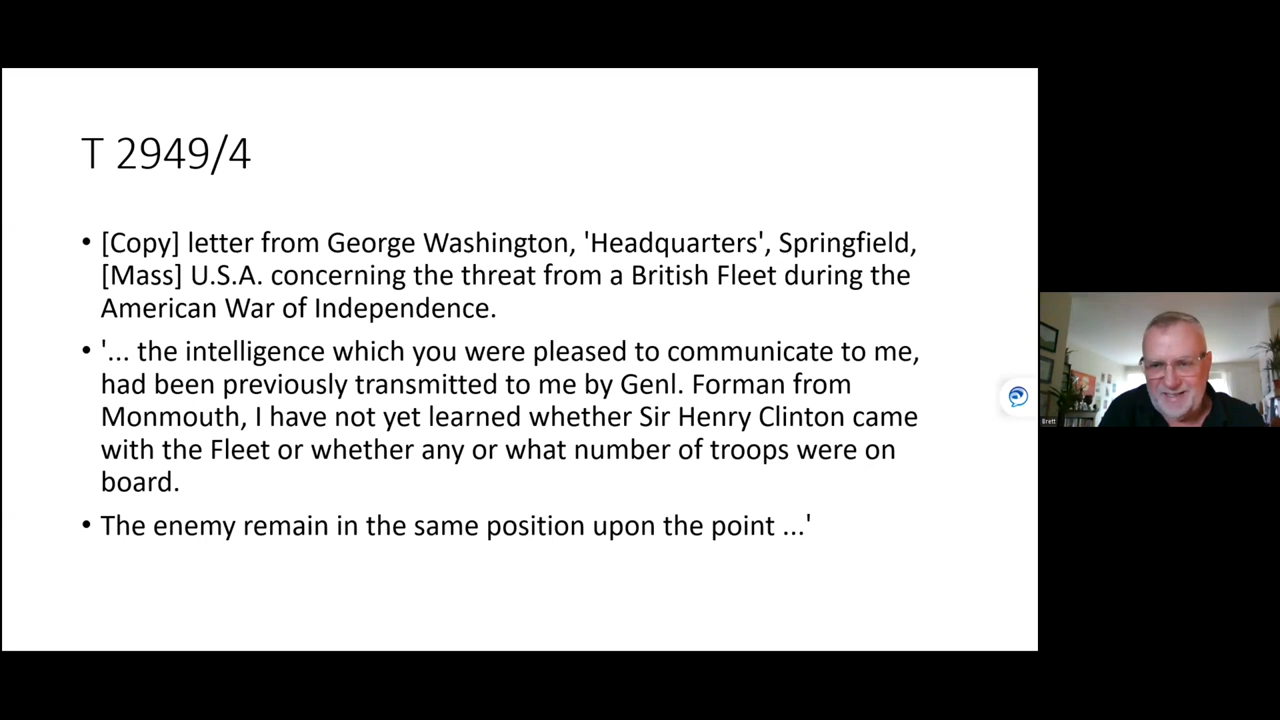 T 2949/4
• [Copy] letter from George Washington, 'Headquarters', Springfield,
[Mass] U.S.A. concerning the threat from a British Fleet during the
American War of Independence.
• '... the intelligence which you were pleased to communicate to me,
had been previously transmitted to me by Genl. Forman from
Monmouth, I have not yet learned whether Sir Henry Clinton came
with the Fleet or whether any or what number of troops were on
board.
• The enemy remain in the same position upon the point ...'
Brett